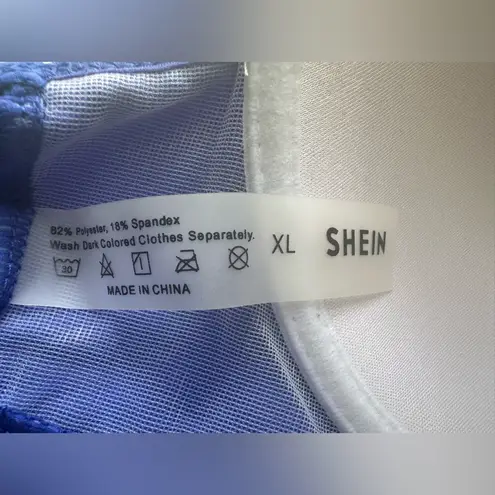 82% Polyester, 18% Spandex
Wash Dark Colored Clothes Separately.
30
MADE IN CHINA
XL
SHEIN